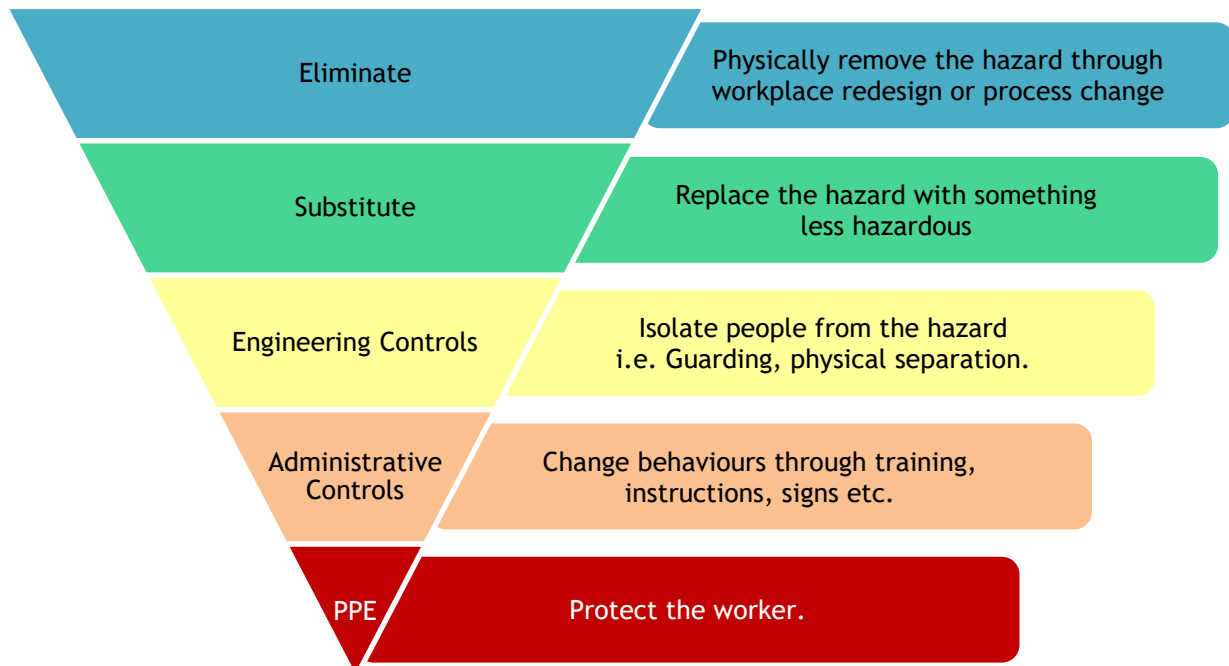 Eliminate
Physically remove the hazard through
workplace redesign or process change
Substitute
Replace the hazard with something
less hazardous
Engineering Controls
Isolate people from the hazard
i.e. Guarding, physical separation.
Administrative
Controls
Change behaviours through training,
instructions, signs etc.
PPE
Protect the worker.